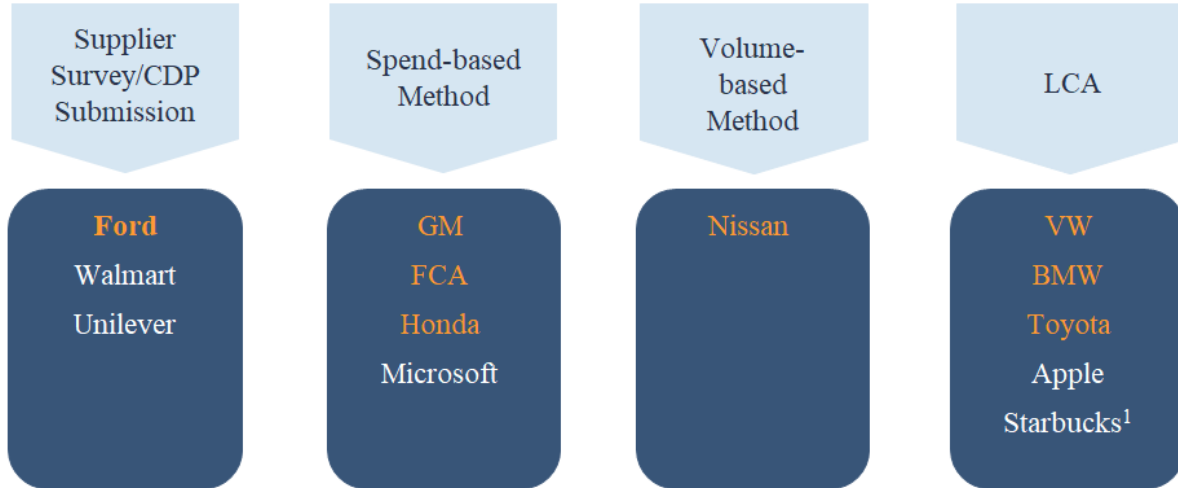 Supplier
Survey/CDP
Submission
Ford
Walmart
Unilever
Spend-based
Method
GM
FCA
Honda
Microsoft
Volume-
based
Method
Nissan
LCA
VW
BMW
Toyota
Apple
Starbucks¹